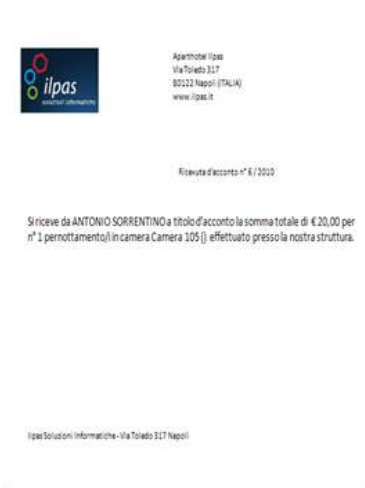 ilpas
soluzioni informatiche
Aparthotel Ilpas
Via Toledo 317
80122 Napoli (ITALIA)
www.ilpas.it
Ricevuta d'acconto n° 6 / 2010
Si riceve da ANTONIO SORRENTINO a titolo d'acconto la somma totale di € 20,00 per
n° 1 pernottamento/i in camera Camera 105 (). effettuato presso la nostra struttura.
Ilpas Soluzioni Informatiche - Via Toledo 317 Napoli